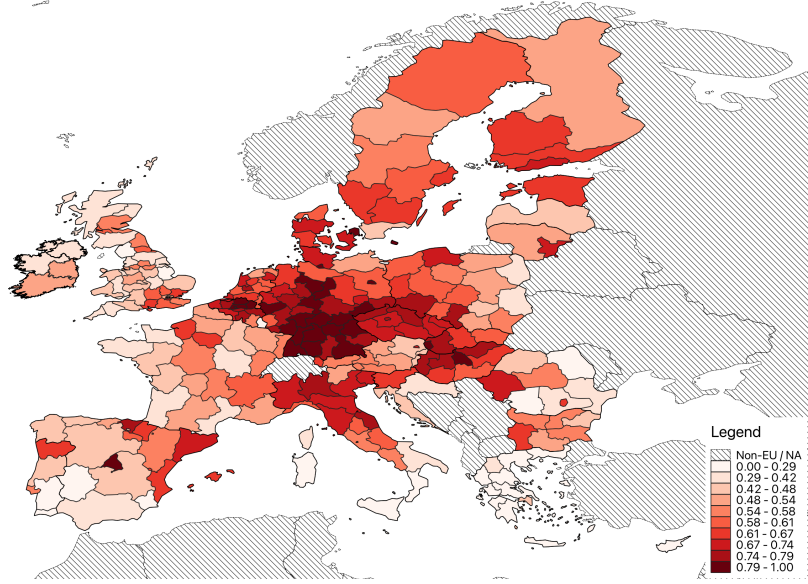 Legend
Non-EU / NA
0.00 - 0.29
0.29 - 0.42
0.42 - 0.48
0.48 - 0.54
0.54 - 0.58
0.58 - 0.61
0.61 - 0.67
0.67 - 0.74
0.74 - 0.79
0.79 - 1.00